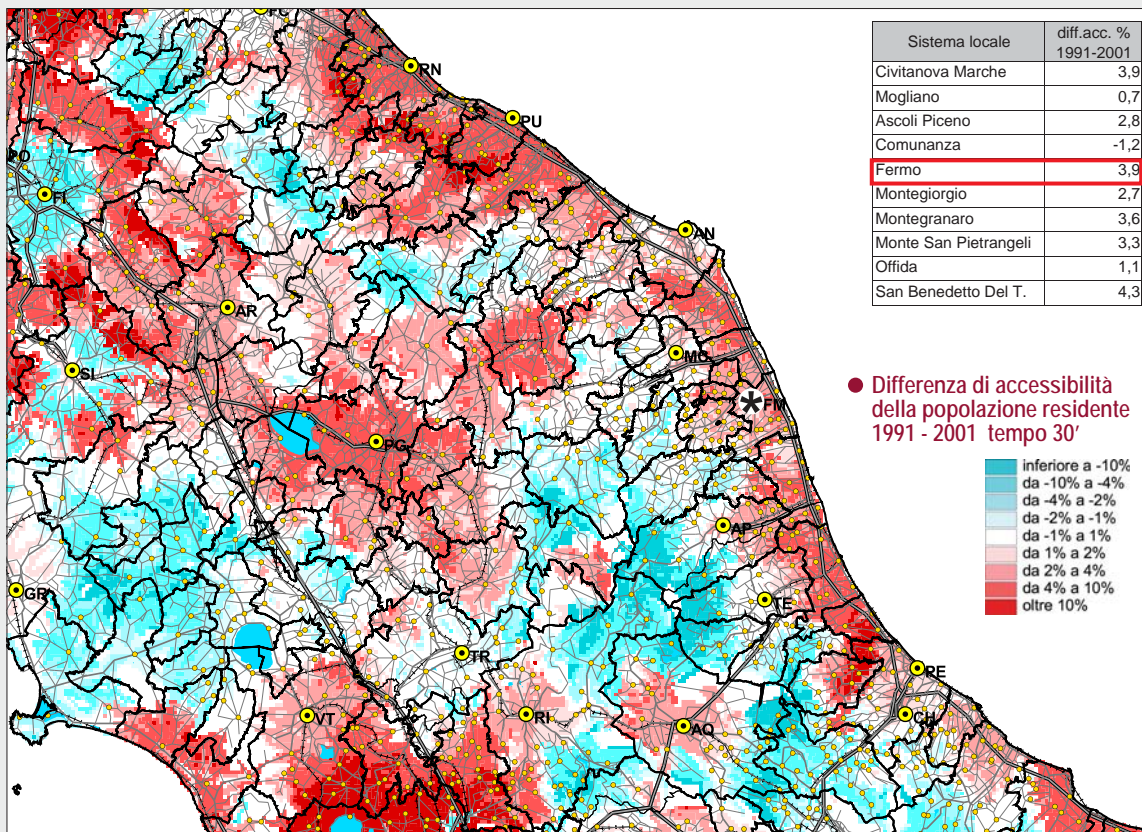 FC
RN
PU
PO
FI
AN
AR
MC
SI
FM
PG
AP
GR
TE
TR
PE
VT
RI
AQ
CH
Sistema locale diff.acc. % 1991-2001
Civitanova Marche 3,9
Mogliano 0,7
Ascoli Piceno 2,8
Comunanza -1,2
Fermo 3,9
Montegiorgio 2,7
Montegranaro 3,6
Monte San Pietrangeli 3,3
Offida 1,1
San Benedetto Del T. 4,3
Differenza di accessibilità
della popolazione residente
1991 - 2001 tempo 30'
inferiore a -10%
da -10% a -4%
da -4% a -2%
da -2% a -1%
da -1% a 1%
da 1% a 2%
da 2% a 4%
da 4% a 10%
oltre 10%